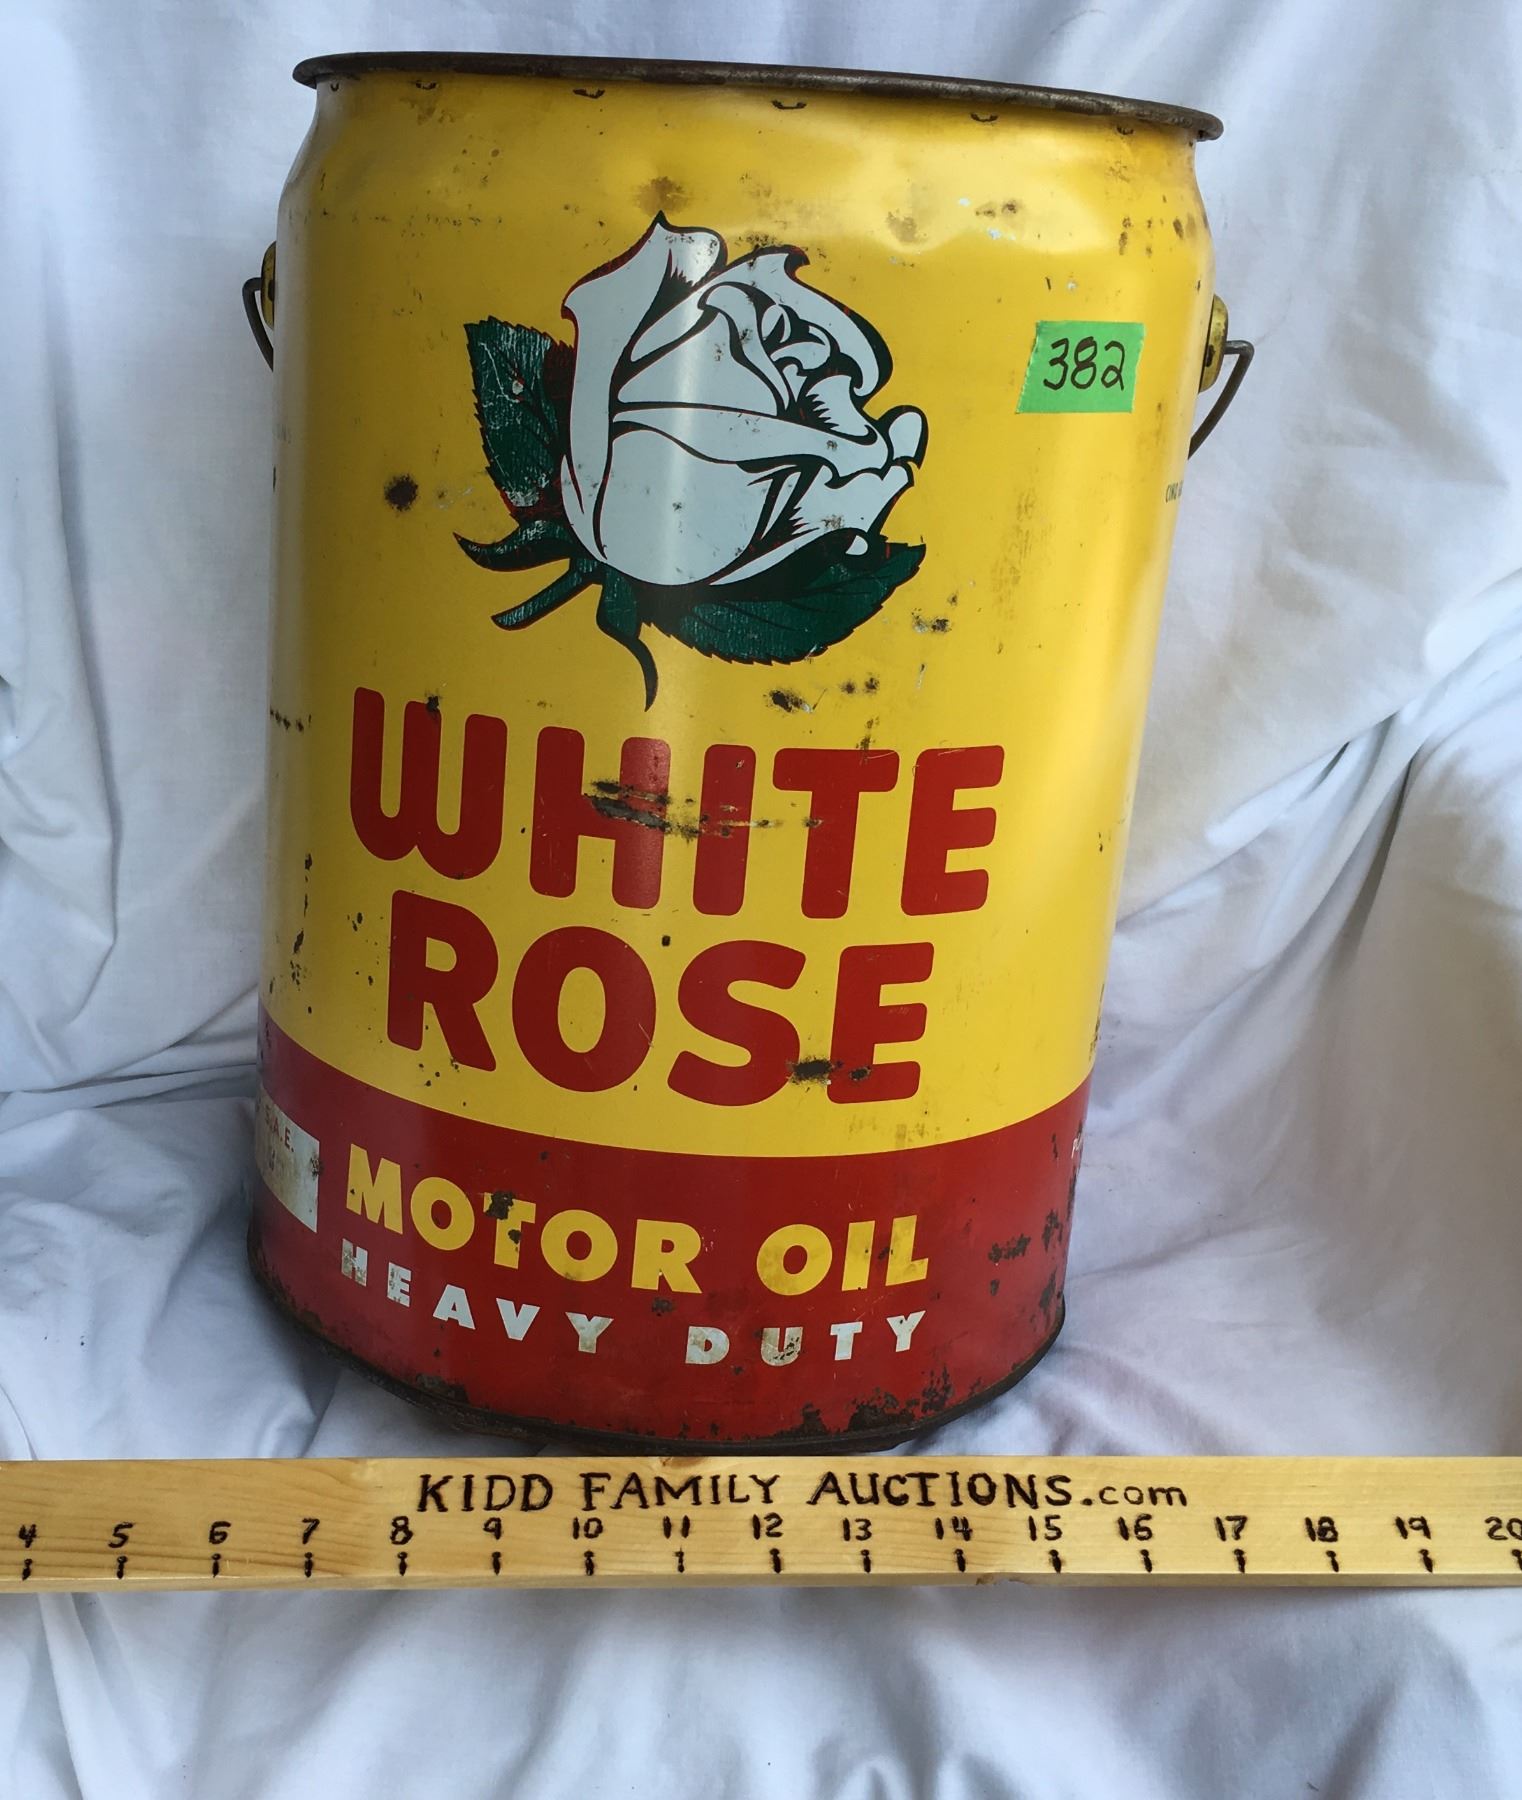 382
WHITE
ROSE
S.A.E.
MOTOR OIL
HEAVY DUTY
KIDD FAMILY AUCTIONS.com
4 5 6 7 8 9 10 11 12 13 14 15 16 17 18 19 20